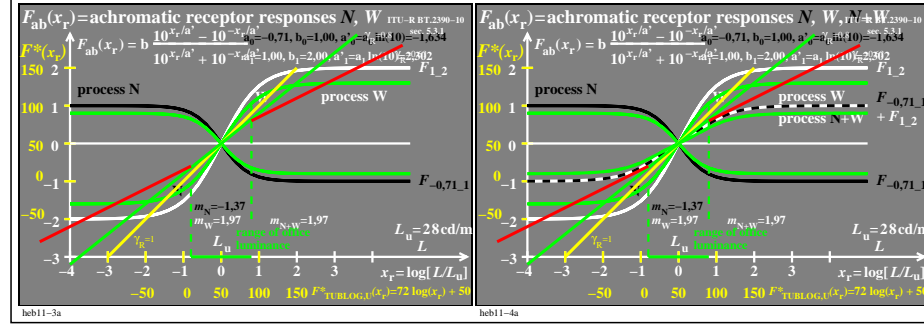 F_ab(x_r)=achromatic receptor responses N, W
ITU-R BT.2390-10
sec. 5.3.1
F*(x_r)
F_ab(x_r) = b (10^(x_r/a') − 10^(−x_r/a')) / (10^(x_r/a') + 10^(−x_r/a'))
a_0=−0,71, b_0=1,00, a'_0=a_0 ln(10)=−1,634
a_1=1,00, b_1=2,00, a'_1=a_1 ln(10)=2,302
F_1_2
process N
process W
F_−0,71_1
150 2
100 1
50 0
0 −1
−50 −2
−3
m_N=−1,37
m_W=1,97
m_N+W=1,97
range of office
luminance
γ_R=1
L_u
L_u=28cd/m
L
−4 −3 −2 −1 0 1 2 3
x_r=log[L/L_u]
−50 0 50 100 150
F*_TUBLOG,U(x_r)=72 log(x_r) + 50
heb11-3a
F_ab(x_r)=achromatic receptor responses N, W, N+W
ITU-R BT.2390-10
sec. 5.3.1
F*(x_r)
F_ab(x_r) = b (10^(x_r/a') − 10^(−x_r/a')) / (10^(x_r/a') + 10^(−x_r/a'))
a_0=−0,71, b_0=1,00, a'_0=a_0 ln(10)=−1,634
a_1=1,00, b_1=2,00, a'_1=a_1 ln(10)=2,302
F_1_2
process N
process W
F_−0,71_1
+ F_1_2
process N+W
F_−0,71_1
150 2
100 1
50 0
0 −1
−50 −2
−3
m_N=−1,37
m_W=1,97
m_N+W=1,97
range of office
luminance
γ_R=1
L_u
L_u=28cd/m
L
−4 −3 −2 −1 0 1 2 3
x_r=log[L/L_u]
−50 0 50 100 150
F*_TUBLOG,U(x_r)=72 log(x_r) + 50
heb11-4a